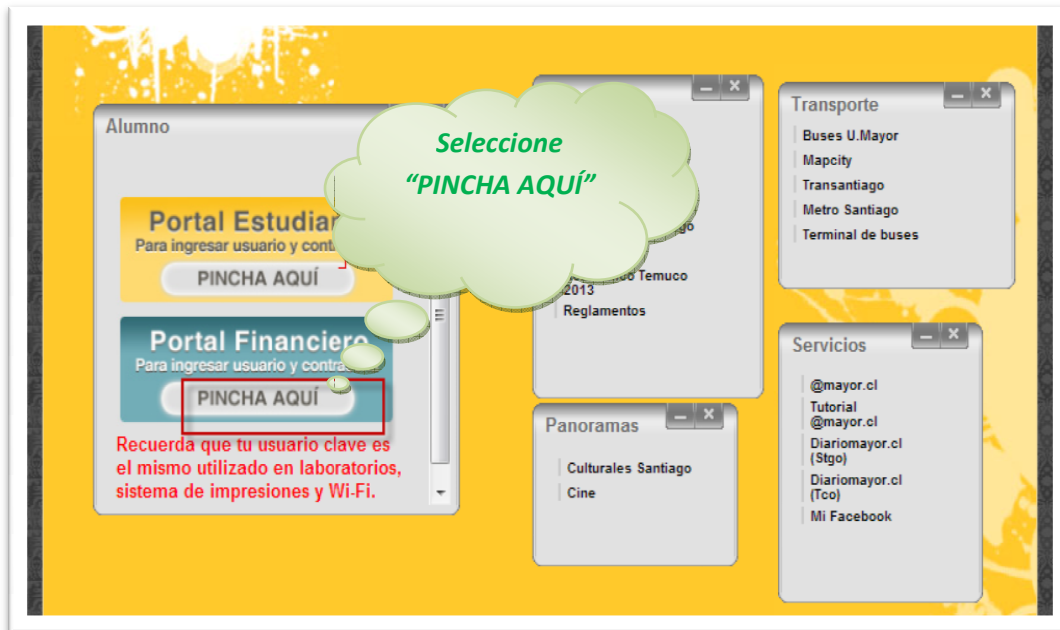 Alumno
Seleccione
“PINCHA AQUÍ”
Portal
Para ingresar usuario y
PINCHA AQUÍ
Portal Financiero
Para ingresar usuario y
PINCHA AQUÍ
Recuerda que tu usuario clave es
el mismo utilizado en laboratorios,
sistema de impresiones y Wi-Fi.
Temuco
2013
Reglamentos
Panoramas
Culturales Santiago
Cine
Transporte
Buses U.Mayor
Mapcity
Transantiago
Metro Santiago
Terminal de buses
Servicios
@mayor.cl
Tutorial
@mayor.cl
Diariomayor.cl
(Stgo)
Diariomayor.cl
(Tco)
Mi Facebook